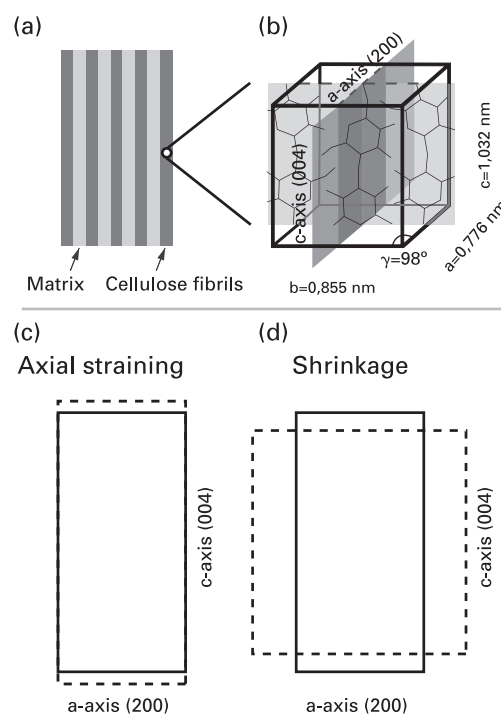 (a)
(b)
a-axis (200)
c-axis (004)
c=1,032 nm
a=0,776 nm
γ=98°
b=0,855 nm
Matrix
Cellulose fibrils
(c)
(d)
Axial straining
Shrinkage
c-axis (004)
c-axis (004)
a-axis (200)
a-axis (200)